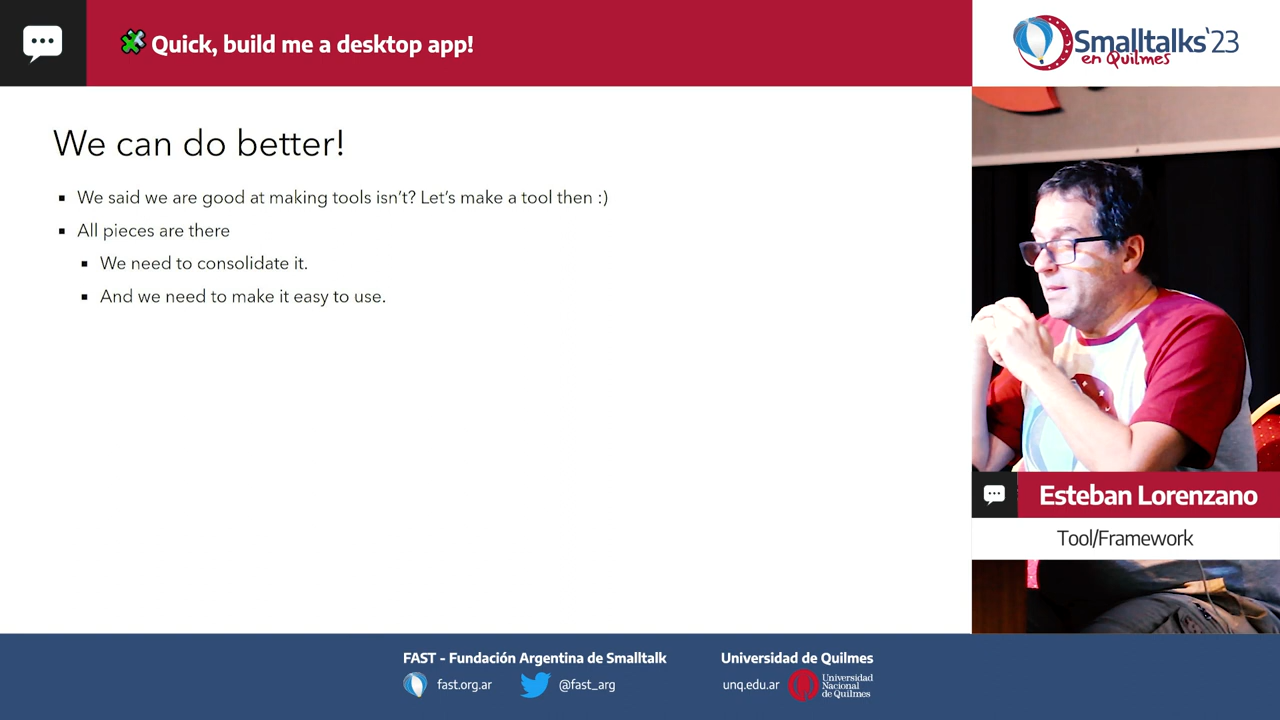 Quick, build me a desktop app!
Smalltalks'23
en Quilmes
We can do better!
We said we are good at making tools isn't? Let's make a tool then :)
All pieces are there
We need to consolidate it.
And we need to make it easy to use.
Esteban Lorenzano
Tool/Framework
FAST - Fundación Argentina de Smalltalk
fast.org.ar
@fast_arg
Universidad de Quilmes
unq.edu.ar
Universidad
Nacional
de Quilmes